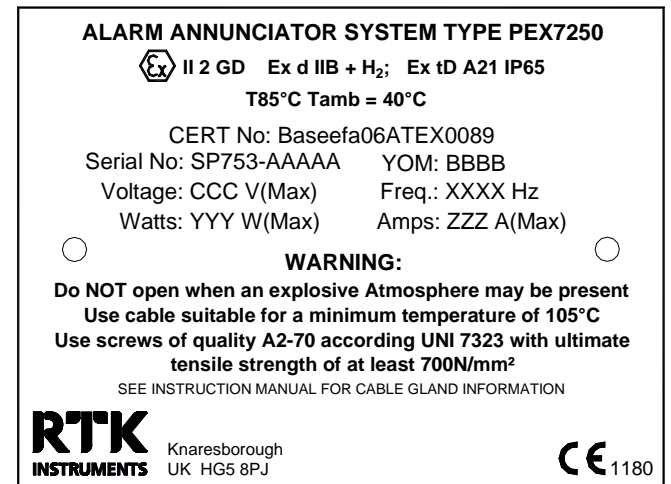 ALARM ANNUNCIATOR SYSTEM TYPE PEX7250
Ex II 2 GD Ex d IIB + H₂; Ex tD A21 IP65
T85°C Tamb = 40°C
CERT No: Baseefa06ATEX0089
Serial No: SP753-AAAAA YOM: BBBB
Voltage: CCC V(Max) Freq.: XXXX Hz
Watts: YYY W(Max) Amps: ZZZ A(Max)
WARNING:
Do NOT open when an explosive Atmosphere may be present
Use cable suitable for a minimum temperature of 105°C
Use screws of quality A2-70 according UNI 7323 with ultimate
tensile strength of at least 700N/mm²
SEE INSTRUCTION MANUAL FOR CABLE GLAND INFORMATION
RTK
INSTRUMENTS
Knaresborough
UK HG5 8PJ
CE 1180